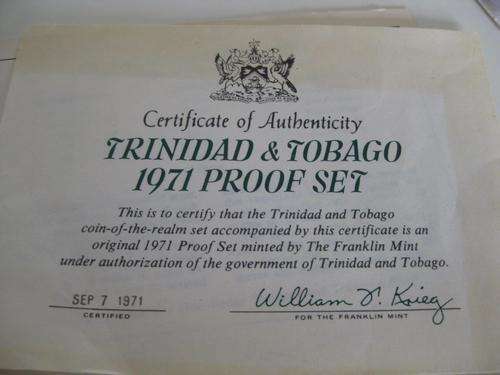 Certificate of Authenticity
TRINIDAD & TOBAGO
1971 PROOF SET
This is to certify that the Trinidad and Tobago
coin-of-the-realm set accompanied by this certificate is an
original 1971 Proof Set minted by The Franklin Mint
under authorization of the government of Trinidad and Tobago.
SEP 7 1971
CERTIFIED
William T. Krieg
FOR THE FRANKLIN MINT